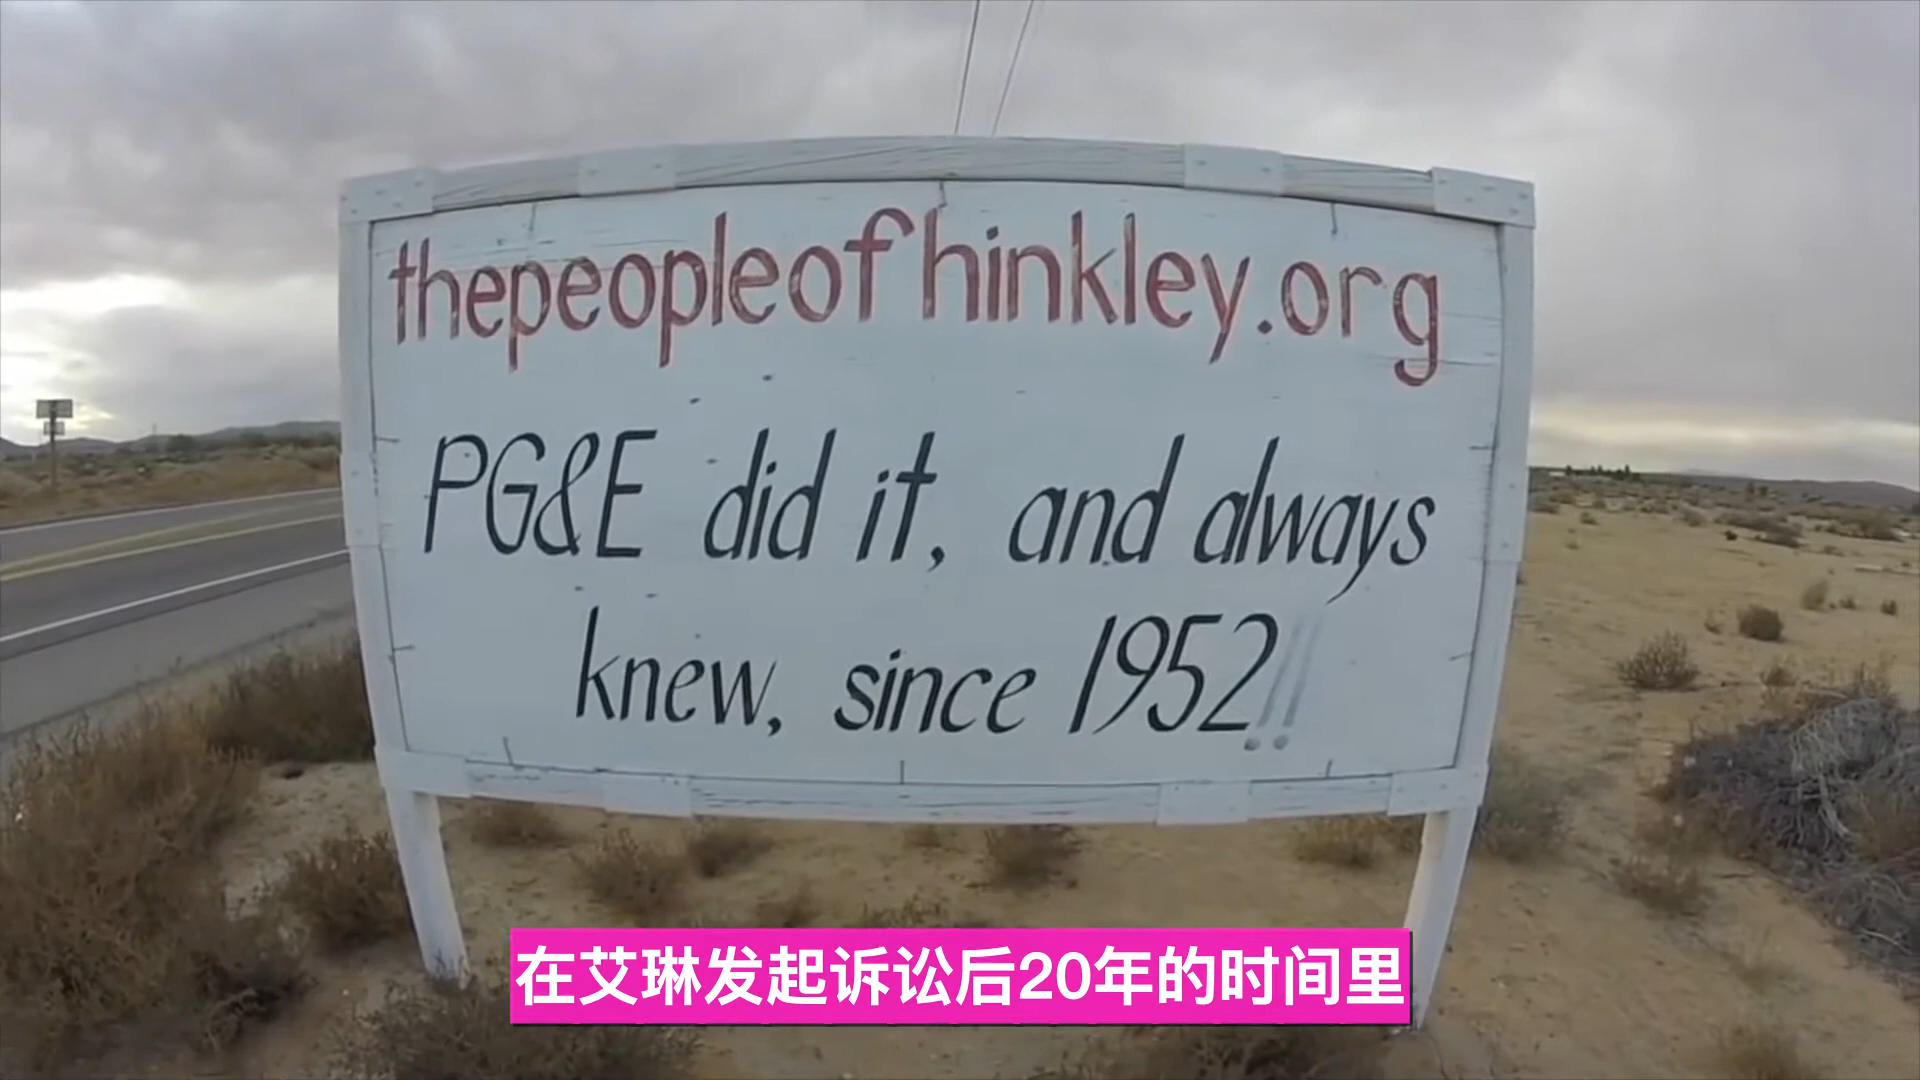 thepeopleofhinkley.org
PG&E did it, and always
knew, since 1952!!
在艾琳发起诉讼后20年的时间里